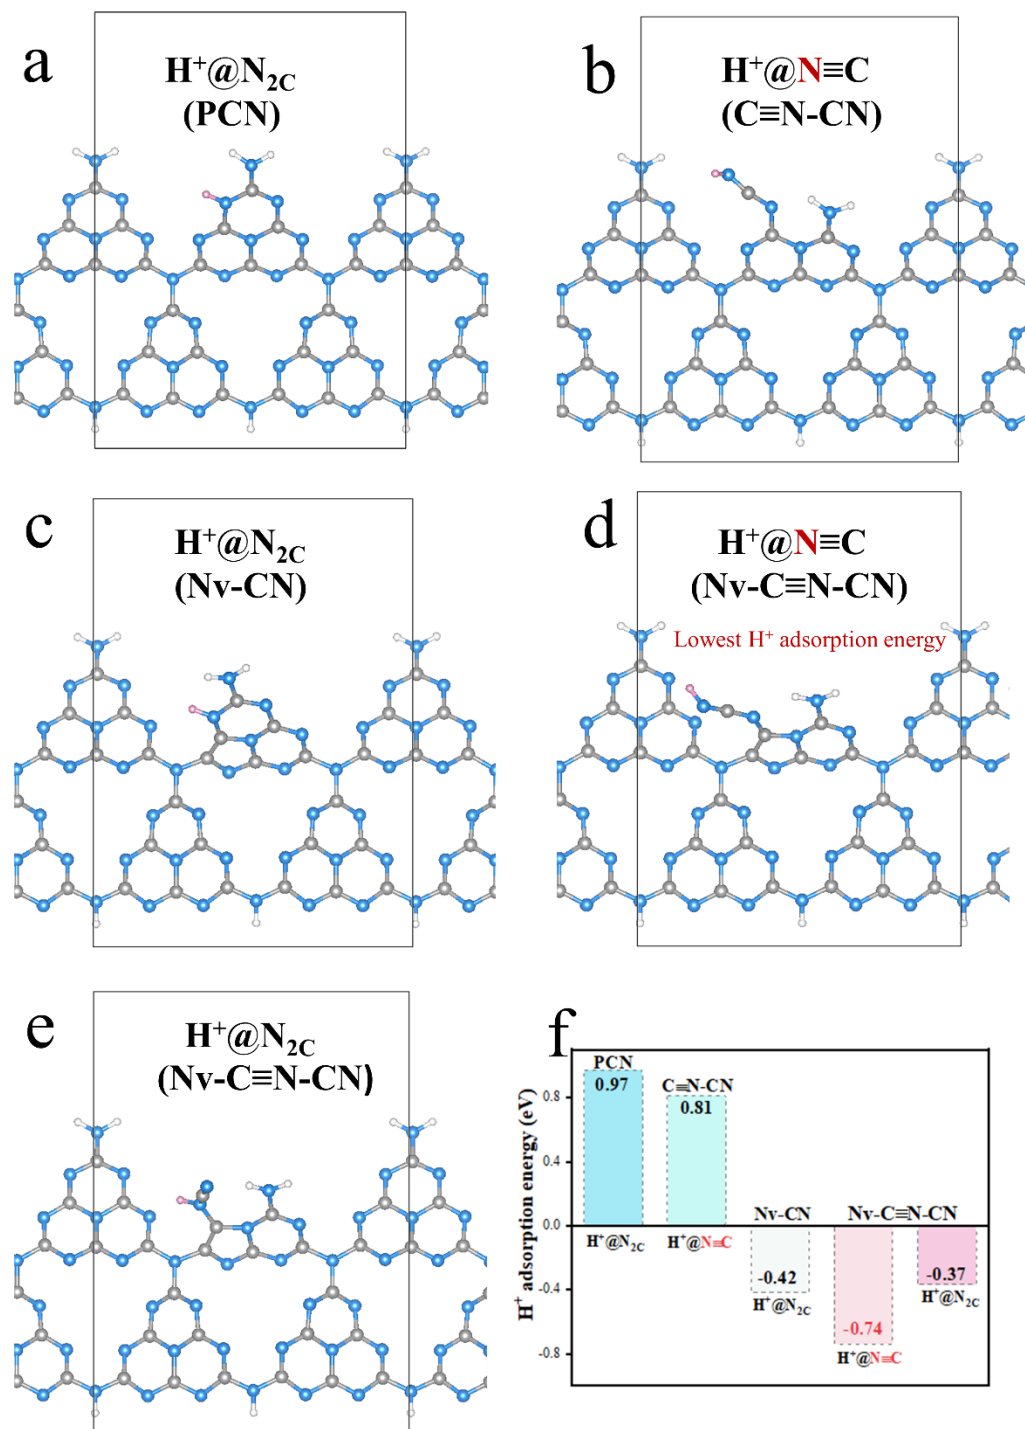 a
H⁺@N₂C
(PCN)
b
H⁺@N≡C
(C≡N-CN)
c
H⁺@N₂C
(Nv-CN)
d
H⁺@N≡C
(Nv-C≡N-CN)
Lowest H⁺ adsorption energy
e
H⁺@N₂C
(Nv-C≡N-CN)
f
H⁺ adsorption energy (eV)
0.8
0.4
0.0
-0.4
-0.8
PCN
0.97
H⁺@N₂C
C≡N-CN
0.81
H⁺@N≡C
Nv-CN
-0.42
H⁺@N₂C
Nv-C≡N-CN
-0.74
H⁺@N≡C
-0.37
H⁺@N₂C